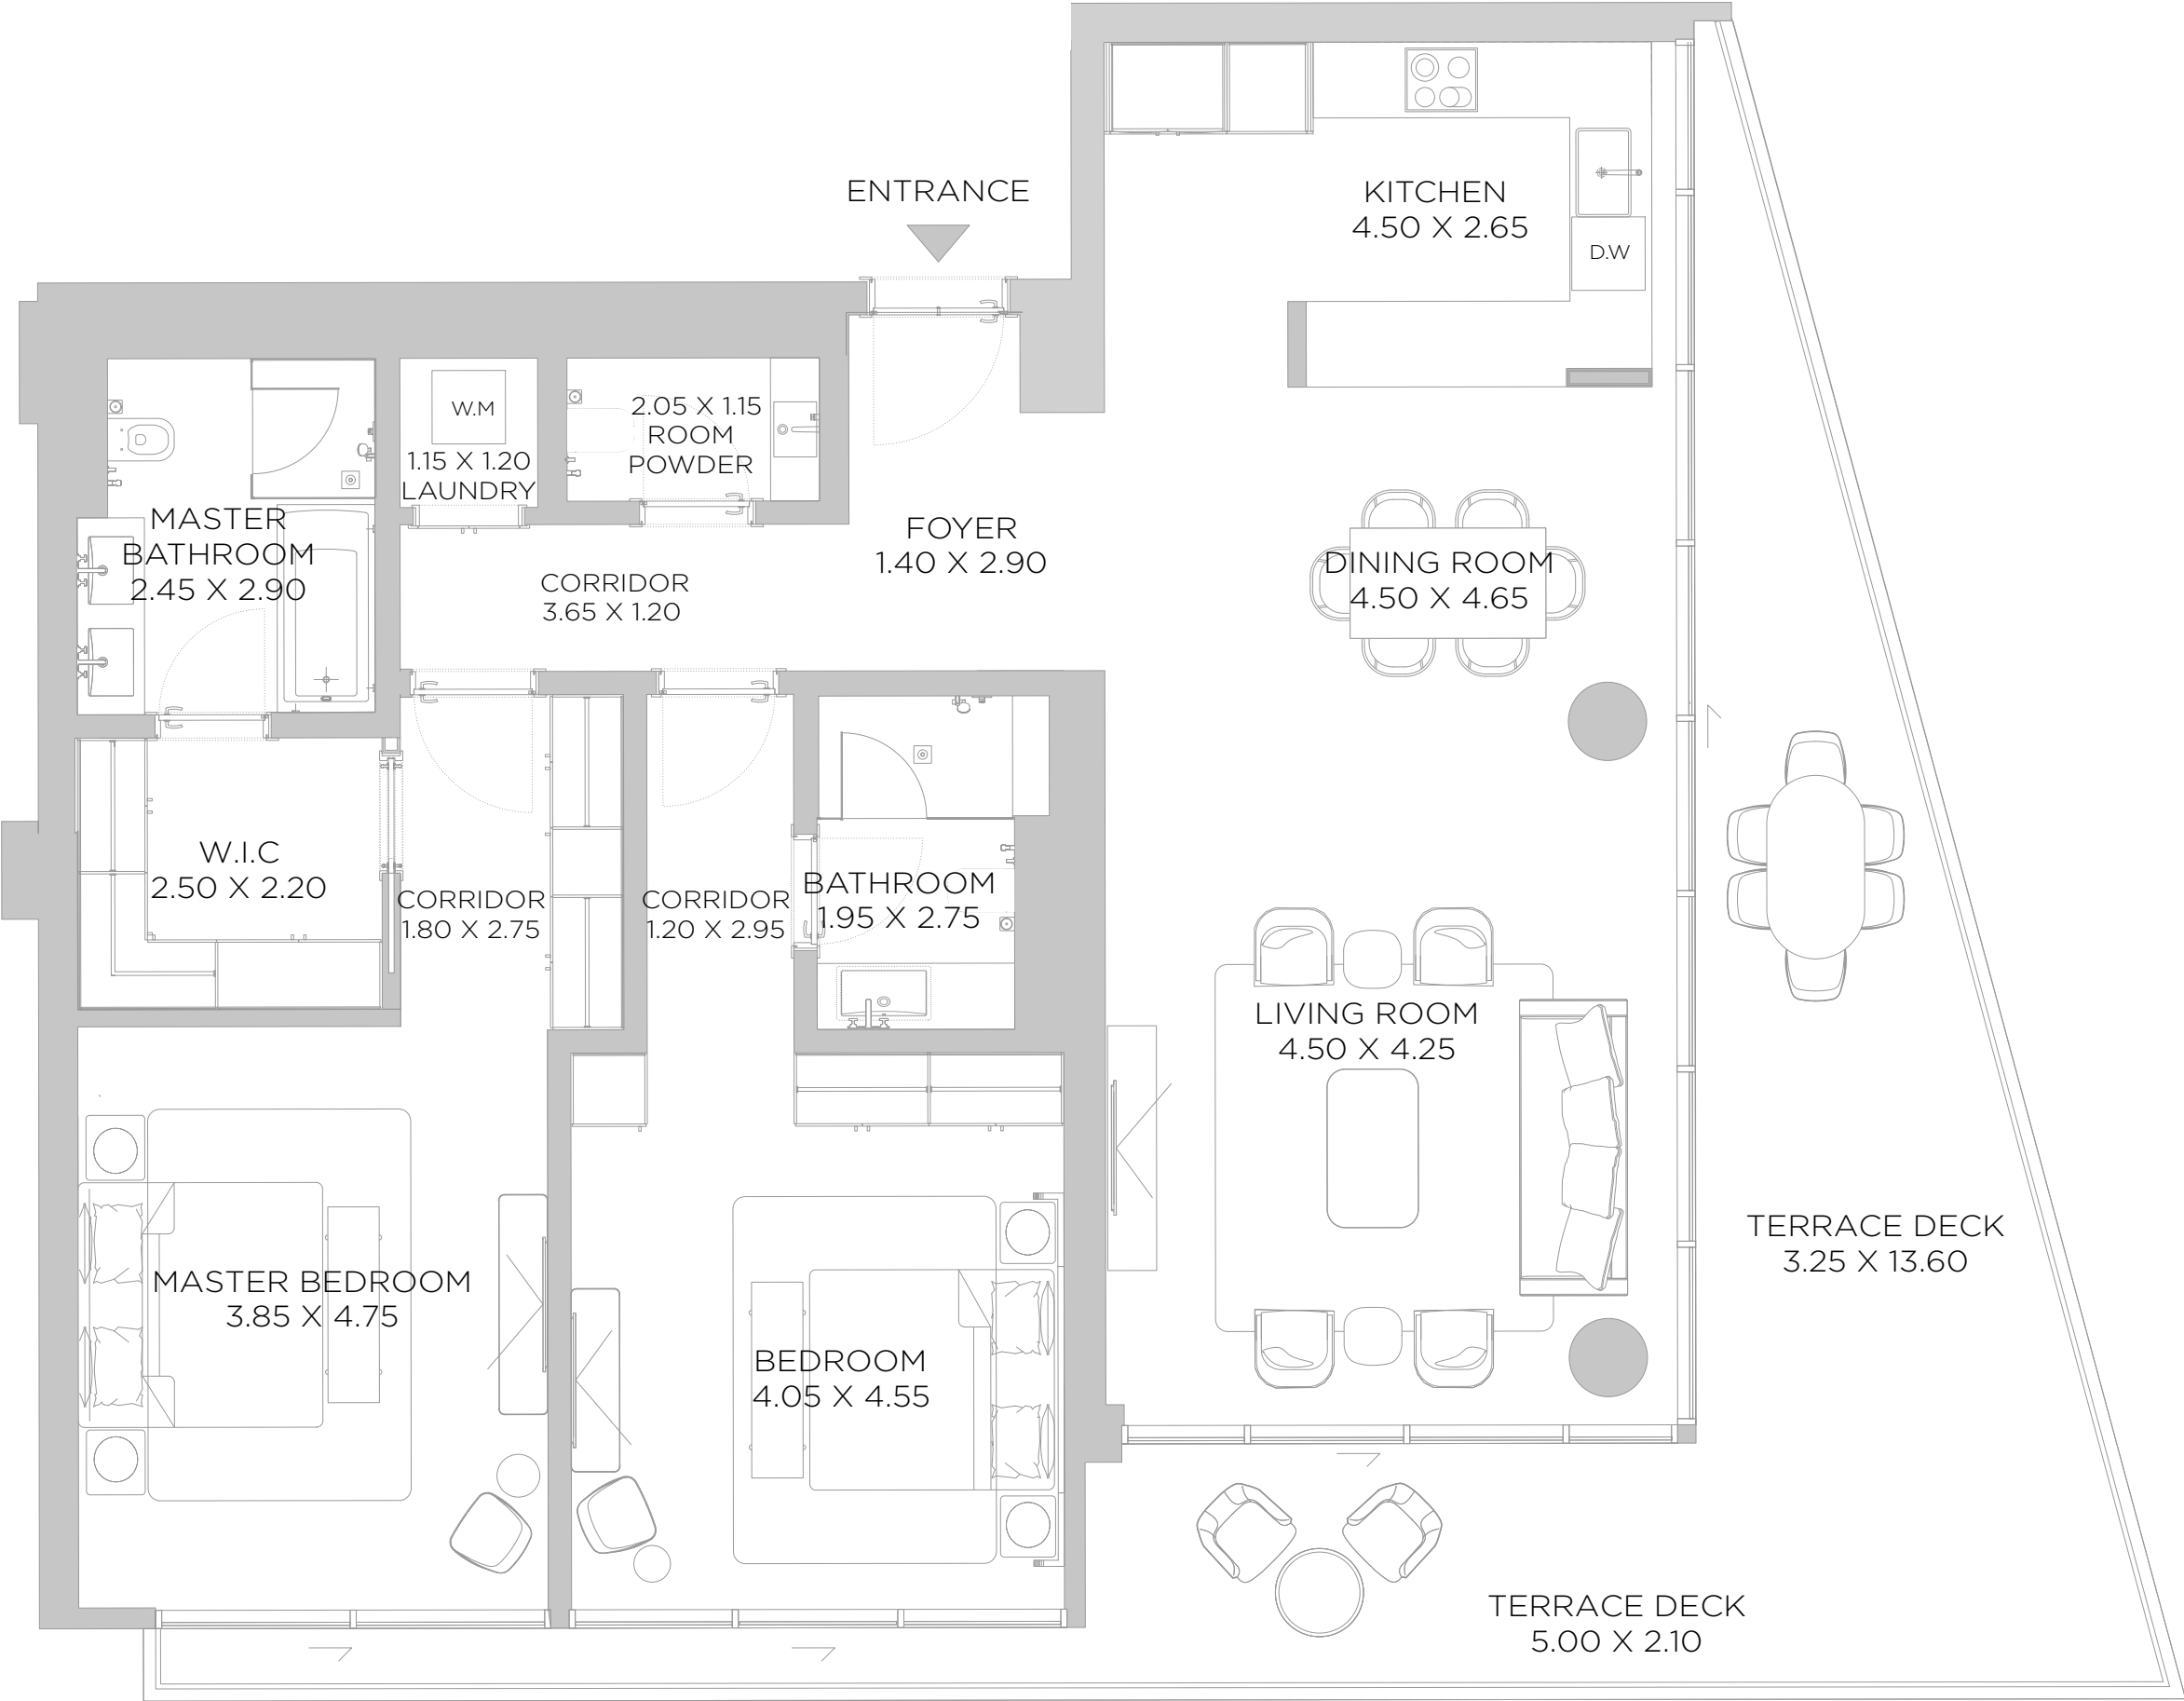 ENTRANCE
KITCHEN
4.50 X 2.65
D.W
W.M
1.15 X 1.20
LAUNDRY
2.05 X 1.15
ROOM
POWDER
MASTER
BATHROOM
2.45 X 2.90
FOYER
1.40 X 2.90
CORRIDOR
3.65 X 1.20
DINING ROOM
4.50 X 4.65
W.I.C
2.50 X 2.20
CORRIDOR
1.80 X 2.75
CORRIDOR
1.20 X 2.95
BATHROOM
1.95 X 2.75
LIVING ROOM
4.50 X 4.25
TERRACE DECK
3.25 X 13.60
MASTER BEDROOM
3.85 X 4.75
BEDROOM
4.05 X 4.55
TERRACE DECK
5.00 X 2.10